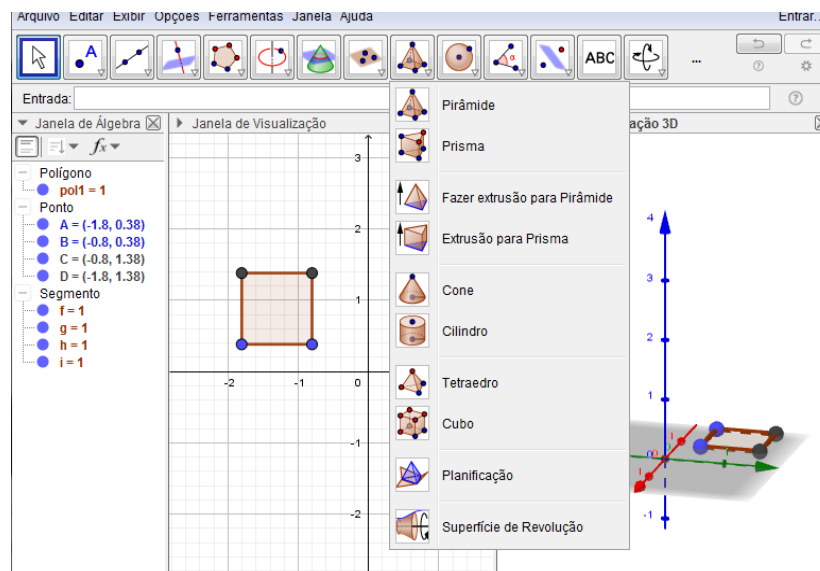 Arquivo Editar Exibir Opções Ferramentas Janela Ajuda Entrar...
ABC
...
Entrada:
Janela de Álgebra
Janela de Visualização
ação 3D
fx
Polígono
pol1 = 1
Ponto
A = (-1.8, 0.38)
B = (-0.8, 0.38)
C = (-0.8, 1.38)
D = (-1.8, 1.38)
Segmento
f = 1
g = 1
h = 1
i = 1
3
2
1
-2 -1 0
-1
-2
Pirâmide
Prisma
Fazer extrusão para Pirâmide
Extrusão para Prisma
Cone
Cilindro
Tetraedro
Cubo
Planificação
Superfície de Revolução
4
3
2
1
-1